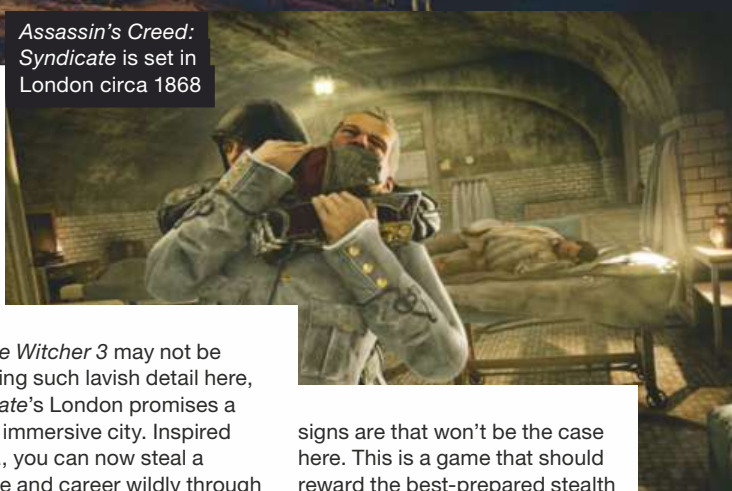 Assassin's Creed:
Syndicate is set in
London circa 1868
Witcher 3 may not be
such lavish detail here,
London promises a
immersive city. Inspired
you can now steal a
and career wildly through
signs are that won't be the case
here. This is a game that should
reward the best-prepared stealth